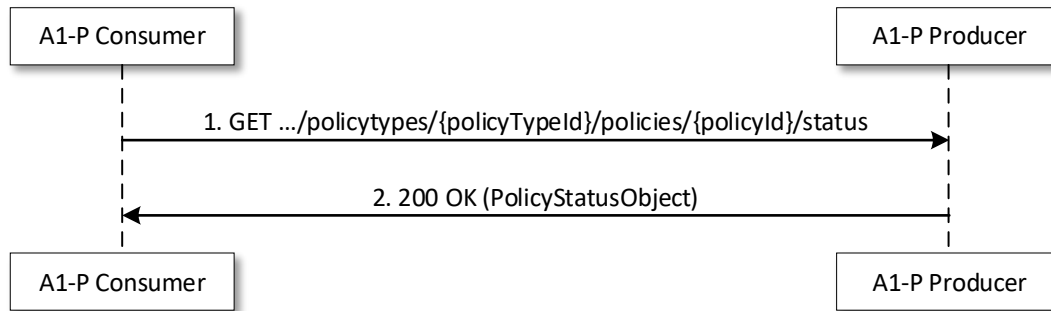 A1-P Consumer
A1-P Producer
1. GET .../policytypes/{policyTypeId}/policies/{policyId}/status
2. 200 OK (PolicyStatusObject)
A1-P Consumer
A1-P Producer